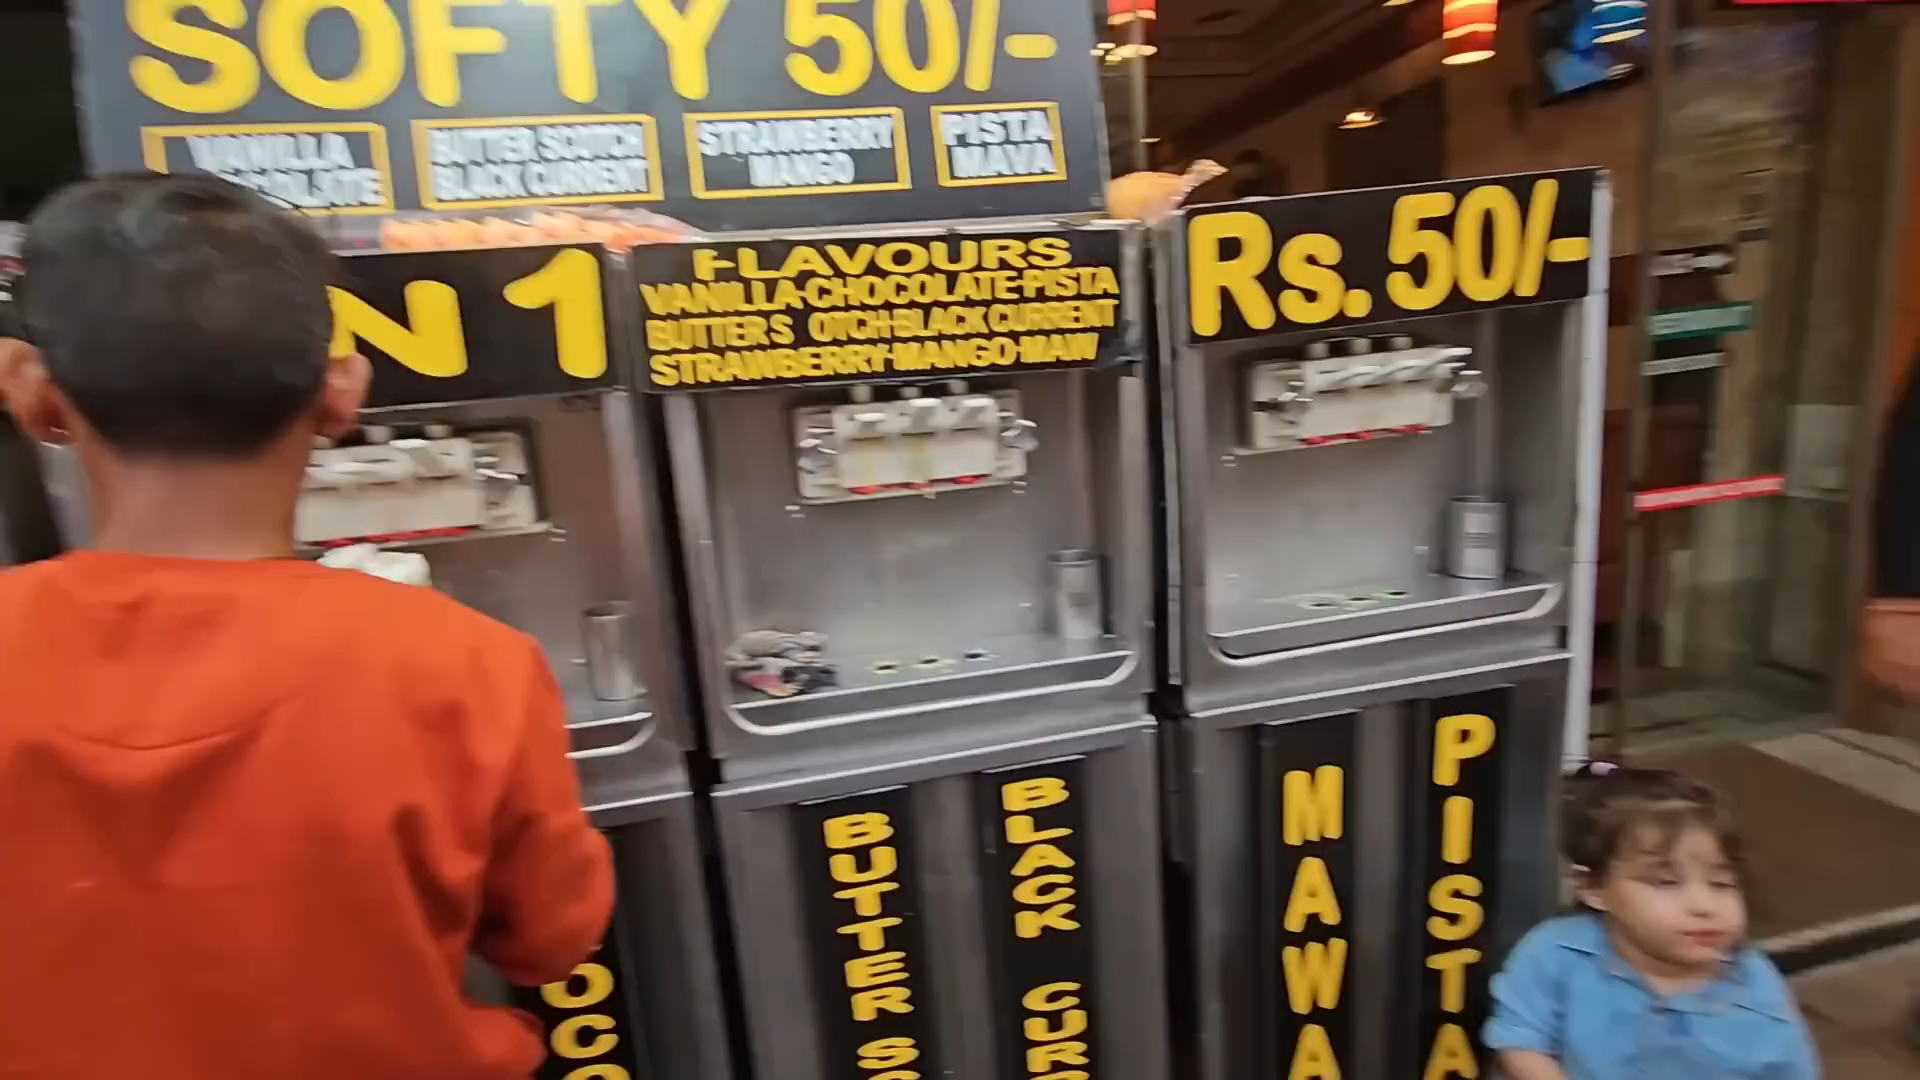 SOFTY 50/-
VANILLA
BUTTER SCOTCH
BLACK CURRENT
STRAWBERRY
MANGO
PISTA
MAVA
N 1
FLAVOURS
VANILLA-CHOCOLATE-PISTA
BUTTERS OTCH-BLACK CURRENT
STRAWBERRY-MANGO-MAW
Rs. 50/-
OCO
BUTTER SC
BLACK CURR
MAWA
PISTA